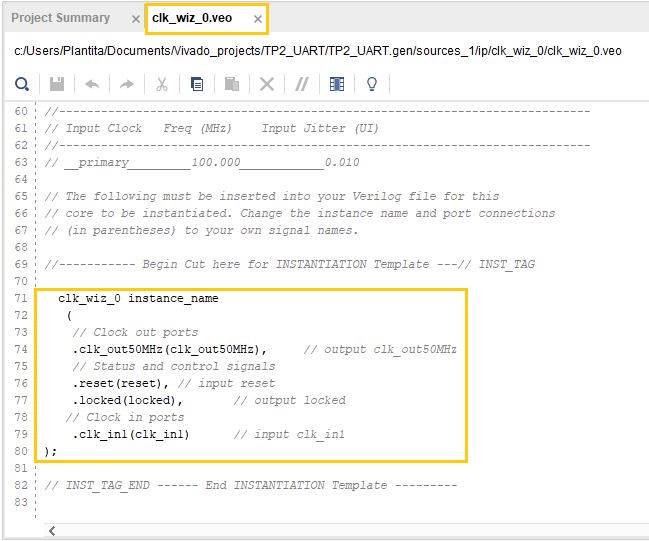 Project Summary × clk_wiz_0.veo ×
c:/Users/Plantita/Documents/Vivado_projects/TP2_UART/TP2_UART.gen/sources_1/ip/clk_wiz_0/clk_wiz_0.veo
60 //----------------------------------------------------------------------------
61 // Input Clock   Freq (MHz)    Input Jitter (UI)
62 //----------------------------------------------------------------------------
63 // __primary_________100.000____________0.010
64
65 // The following must be inserted into your Verilog file for this
66 // core to be instantiated. Change the instance name and port connections
67 // (in parentheses) to your own signal names.
68
69 //----------- Begin Cut here for INSTANTIATION Template ---// INST_TAG
70
71   clk_wiz_0 instance_name
72    (
73     // Clock out ports
74     .clk_out50MHz(clk_out50MHz),     // output clk_out50MHz
75     // Status and control signals
76     .reset(reset), // input reset
77     .locked(locked),       // output locked
78    // Clock in ports
79     .clk_in1(clk_in1)      // input clk_in1
80 );
81
82 // INST_TAG_END ------ End INSTANTIATION Template ---------
83